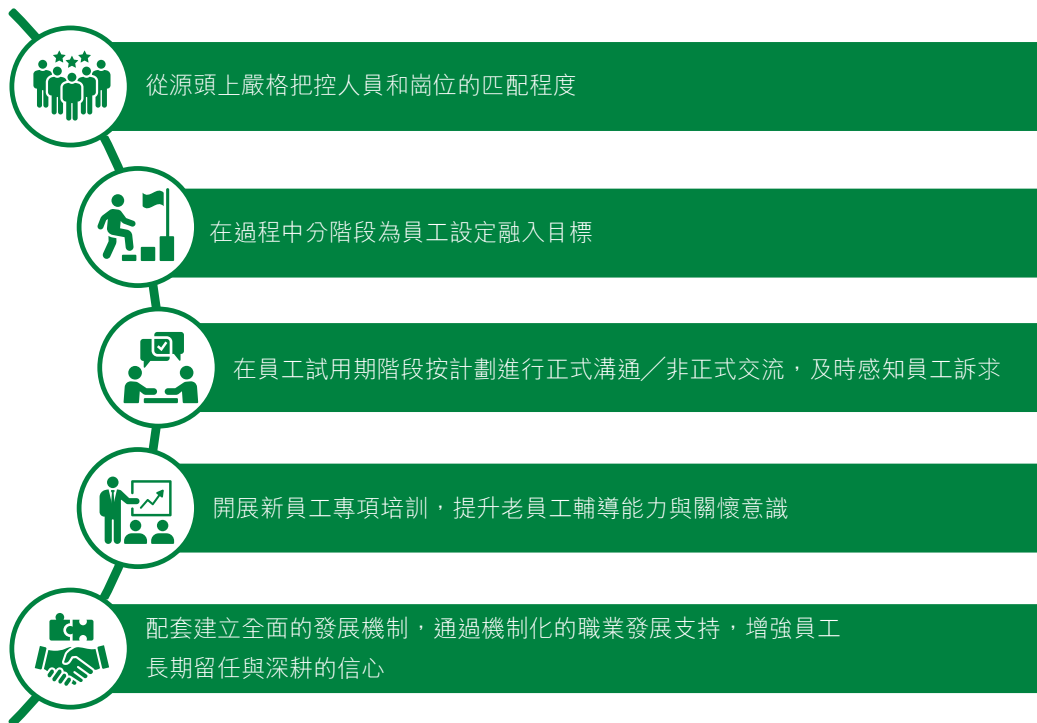 從源頭上嚴格把控人員和崗位的匹配程度
在過程中分階段為員工設定融入目標
在員工試用期階段按計劃進行正式溝通／非正式交流，及時感知員工訴求
開展新員工專項培訓，提升老員工輔導能力與關懷意識
配套建立全面的發展機制，通過機制化的職業發展支持，增強員工
長期留任與深耕的信心